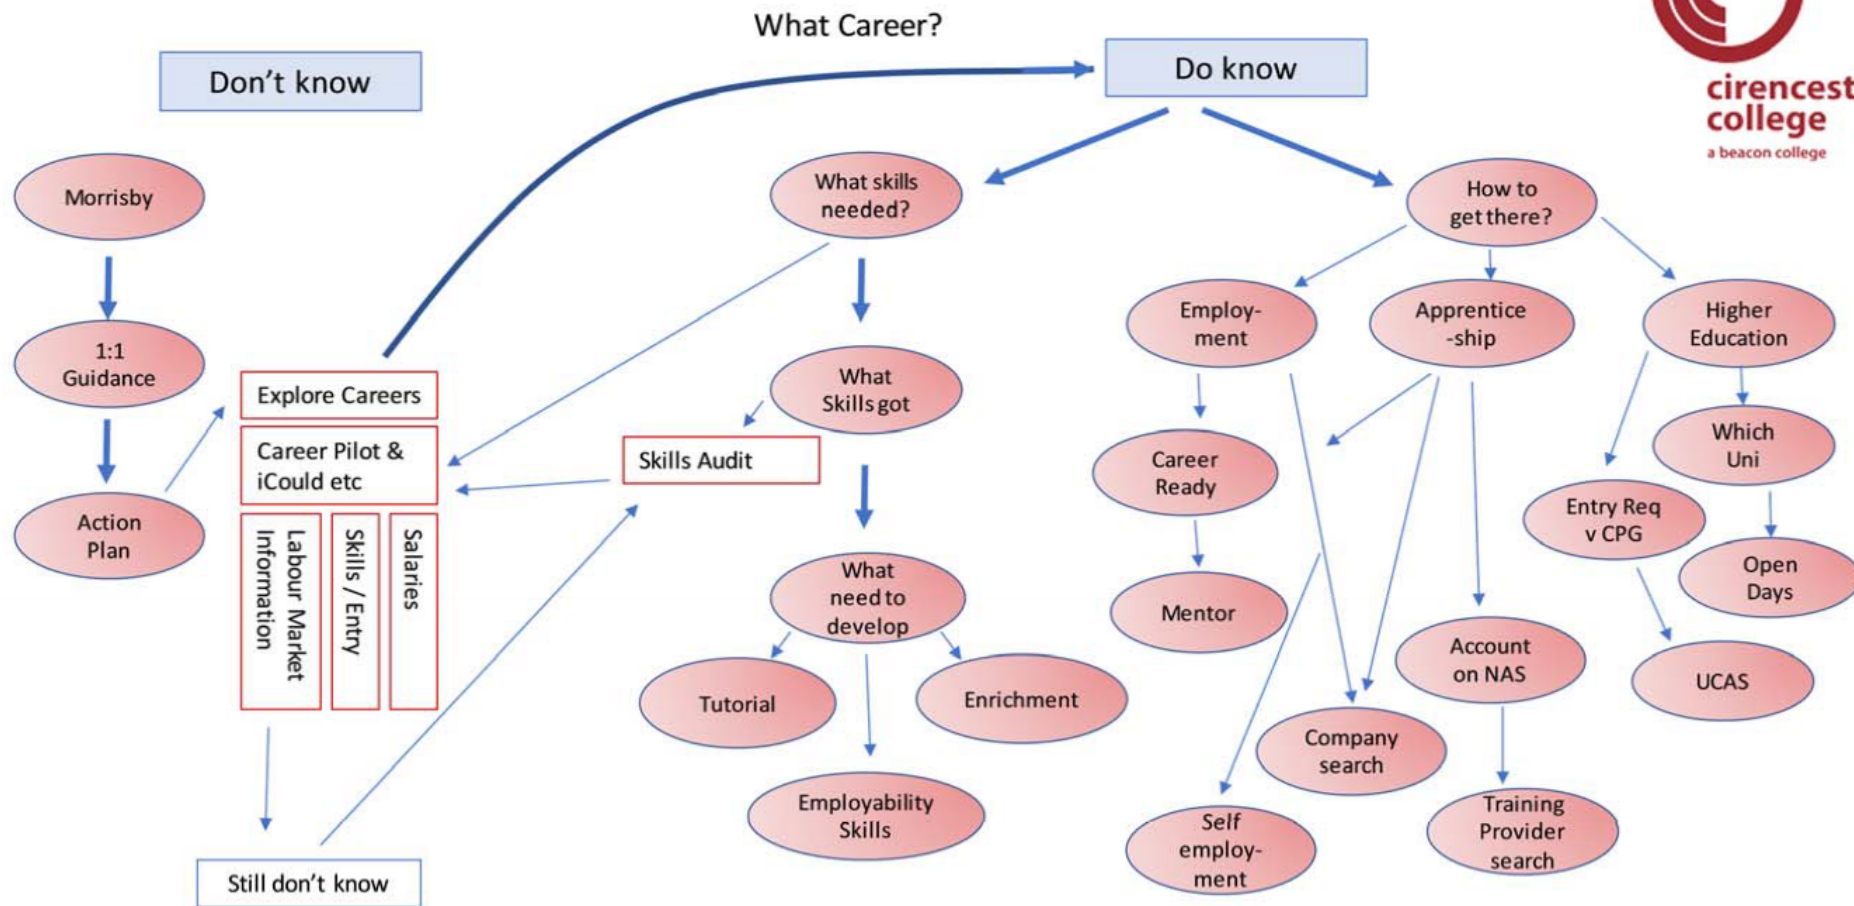 What Career?
Don't know
Do know
cirencest
college
a beacon college
Morrisby
1:1
Guidance
Action
Plan
Explore Careers
Career Pilot &
iCould etc
Labour Market
Information
Skills / Entry
Salaries
Still don't know
What skills
needed?
What
Skills got
Skills Audit
What
need to
develop
Tutorial
Enrichment
Employability
Skills
How to
get there?
Employ-
ment
Apprentice
-ship
Higher
Education
Career
Ready
Mentor
Which
Uni
Entry Req
v CPG
Open
Days
Account
on NAS
UCAS
Company
search
Self
employ-
ment
Training
Provider
search